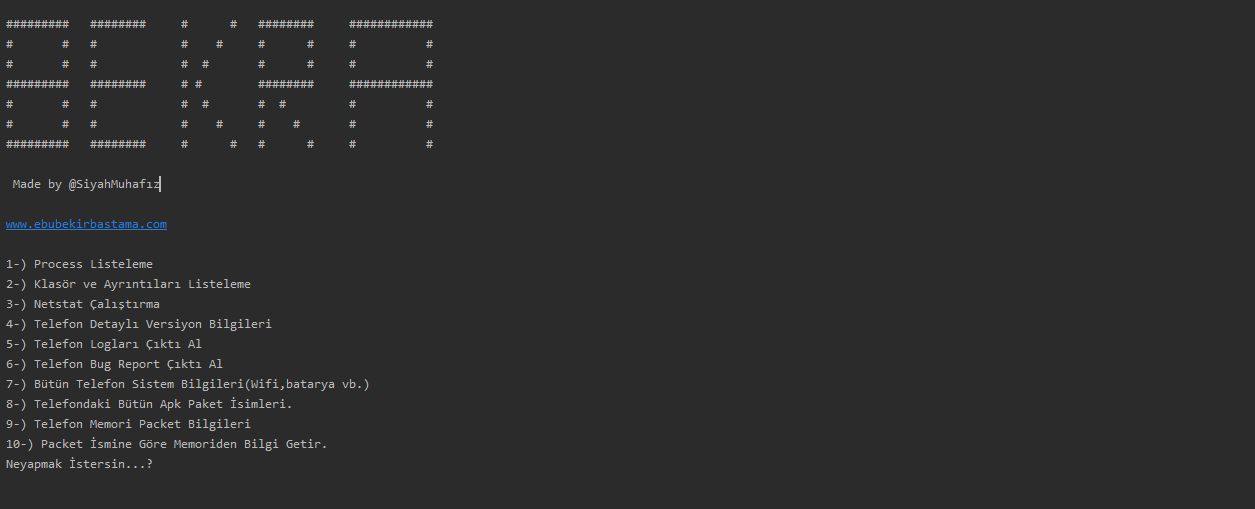 #########   ########     #      #   ########     ############
#       #   #            #    #     #      #     #          #
#       #   #            #  #       #      #     #          #
#########   ########     # #        ########     ############
#       #   #            #  #       #  #         #          #
#       #   #            #    #     #    #       #          #
#########   ########     #      #   #      #     #          #
Made by @SiyahMuhafız
www.ebubekirbastama.com
1-) Process Listeleme
2-) Klasör ve Ayrıntıları Listeleme
3-) Netstat Çalıştırma
4-) Telefon Detaylı Versiyon Bilgileri
5-) Telefon Logları Çıktı Al
6-) Telefon Bug Report Çıktı Al
7-) Bütün Telefon Sistem Bilgileri(Wifi,batarya vb.)
8-) Telefondaki Bütün Apk Paket İsimleri.
9-) Telefon Memori Packet Bilgileri
10-) Packet İsmine Göre Memoriden Bilgi Getir.
Neyapmak İstersin...?